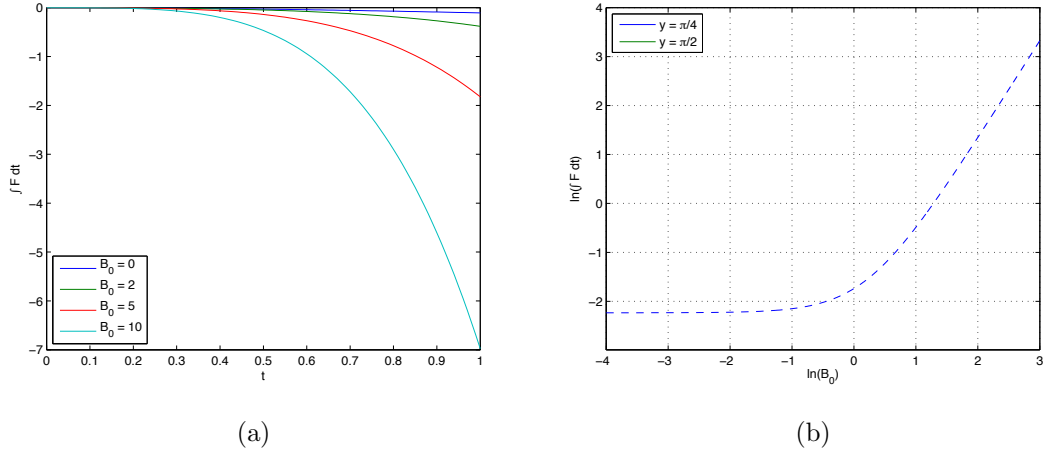 0
−1
−2
−3
−4
−5
−6
−7
∫ F dt
B0 = 0
B0 = 2
B0 = 5
B0 = 10
0 0.1 0.2 0.3 0.4 0.5 0.6 0.7 0.8 0.9 1
t
(a)
4
3
2
1
0
−1
−2
ln(∫ F dt)
y = π/4
y = π/2
−4 −3 −2 −1 0 1 2 3
ln(B0)
(b)